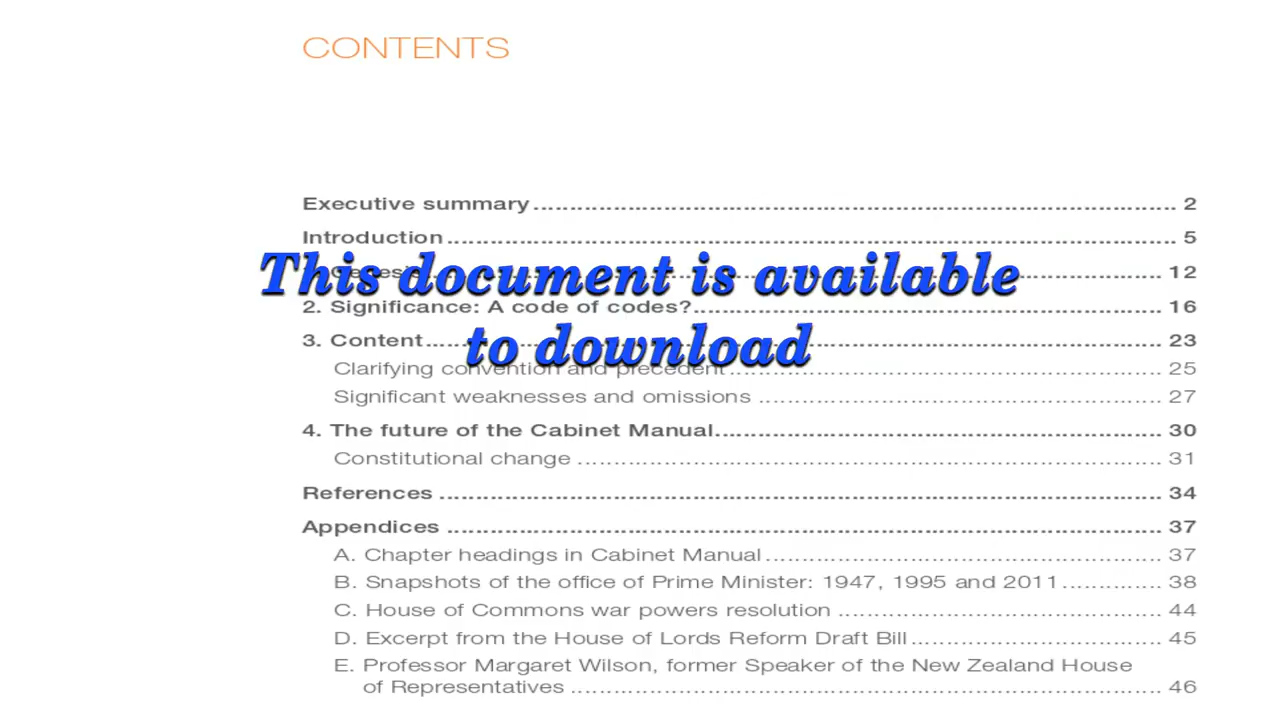 CONTENTS
Executive summary ........................................................................................ 2
Introduction .................................................................................................... 5
This document is available
12
2. Significance: A code of codes? ................................................................ 16
to download
3. Content ..................................................................................................... 23
Clarifying convention and precedent ............................................................ 25
Significant weaknesses and omissions ........................................................ 27
4. The future of the Cabinet Manual ............................................................. 30
Constitutional change ................................................................................. 31
References .................................................................................................... 34
Appendices ................................................................................................... 37
A. Chapter headings in Cabinet Manual ....................................................... 37
B. Snapshots of the office of Prime Minister: 1947, 1995 and 2011 .............. 38
C. House of Commons war powers resolution ............................................. 44
D. Excerpt from the House of Lords Reform Draft Bill ................................... 45
E. Professor Margaret Wilson, former Speaker of the New Zealand House
of Representatives .................................................................................. 46